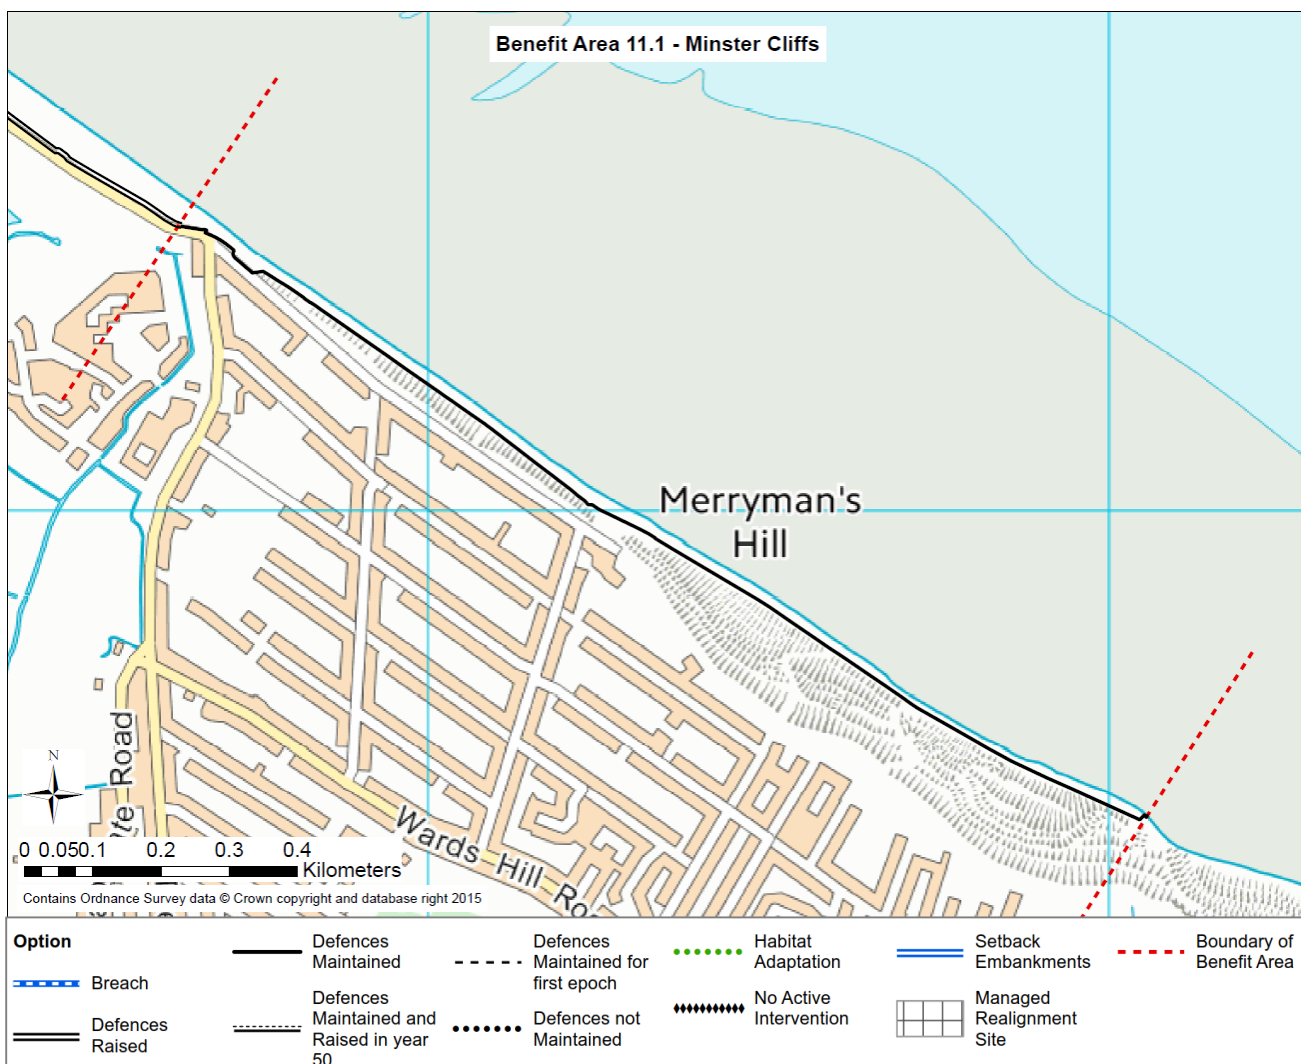 Benefit Area 11.1 - Minster Cliffs
Merryman's
Hill
Road
Wards Hill
N
0 0.050.1 0.2 0.3 0.4
Kilometers
Contains Ordnance Survey data © Crown copyright and database right 2015
Option
Breach
Defences
Raised
Defences
Maintained
Defences
Maintained and
Raised in year
50
Defences
Maintained for
first epoch
Defences not
Maintained
Habitat
Adaptation
No Active
Intervention
Setback
Embankments
Managed
Realignment
Site
Boundary of
Benefit Area